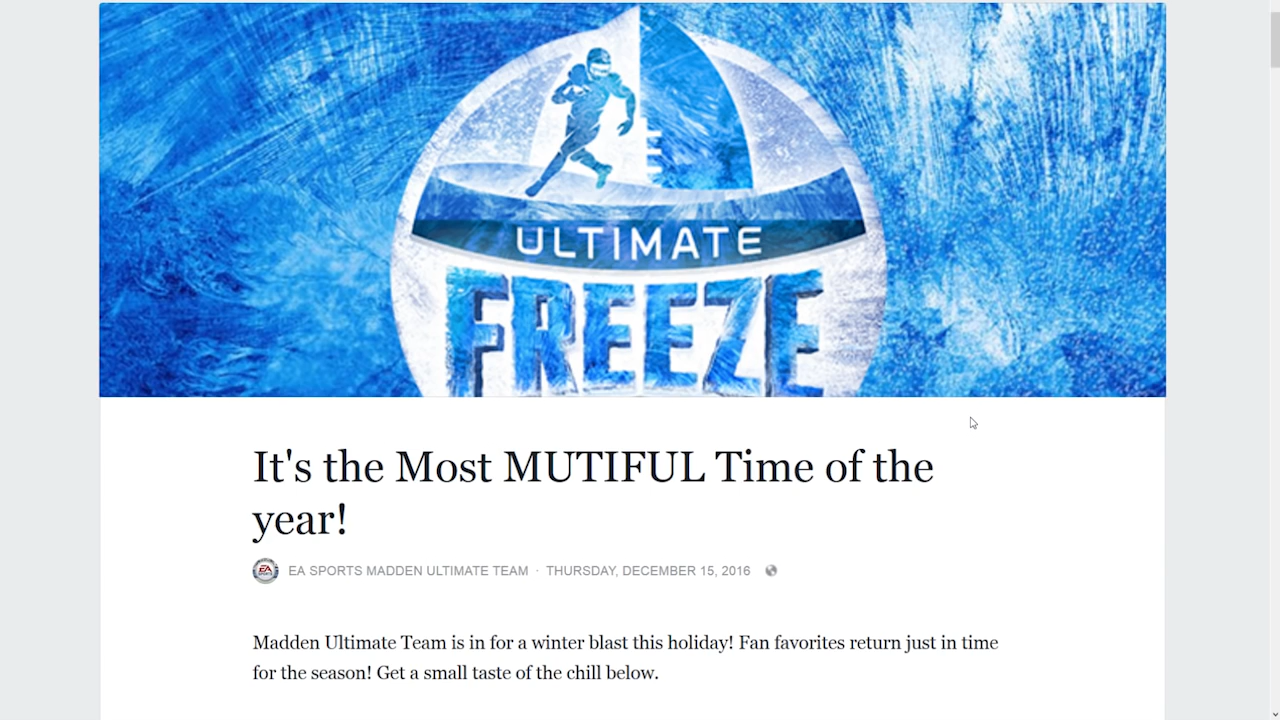 ULTIMATE
FREEZE
It's the Most MUTIFUL Time of the
year!
EA SPORTS
EA SPORTS MADDEN ULTIMATE TEAM · THURSDAY, DECEMBER 15, 2016
Madden Ultimate Team is in for a winter blast this holiday! Fan favorites return just in time
for the season! Get a small taste of the chill below.